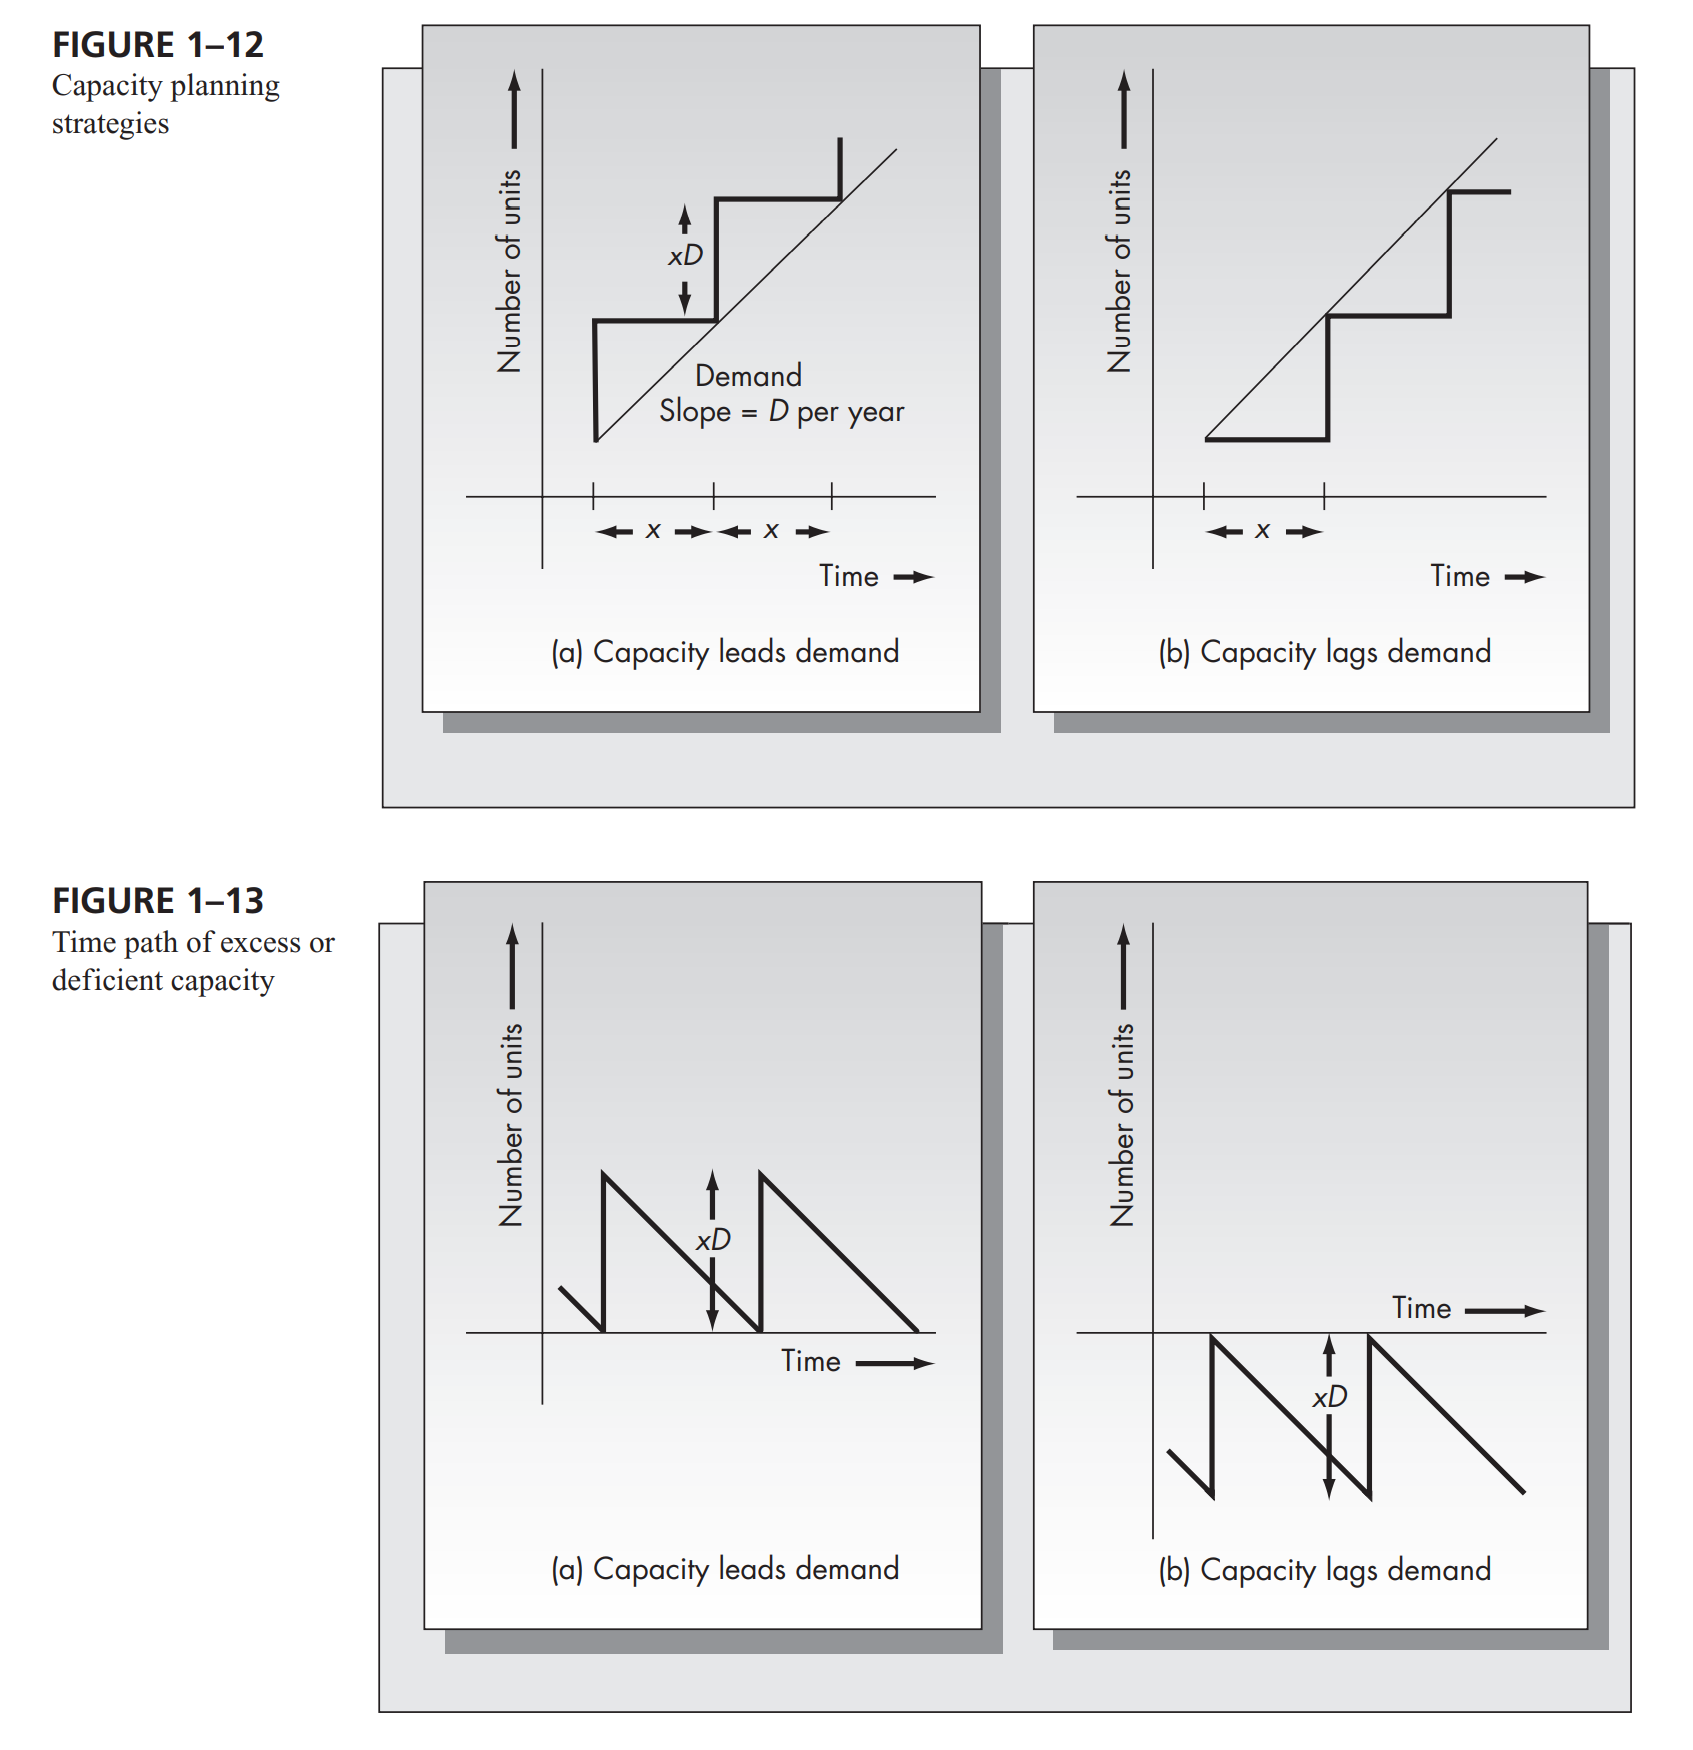 FIGURE 1–12
Capacity planning
strategies
Number of units
xD
Demand
Slope = D per year
x
x
Time
(a) Capacity leads demand
Number of units
x
Time
(b) Capacity lags demand
FIGURE 1–13
Time path of excess or
deficient capacity
Number of units
xD
Time
(a) Capacity leads demand
Number of units
Time
xD
(b) Capacity lags demand